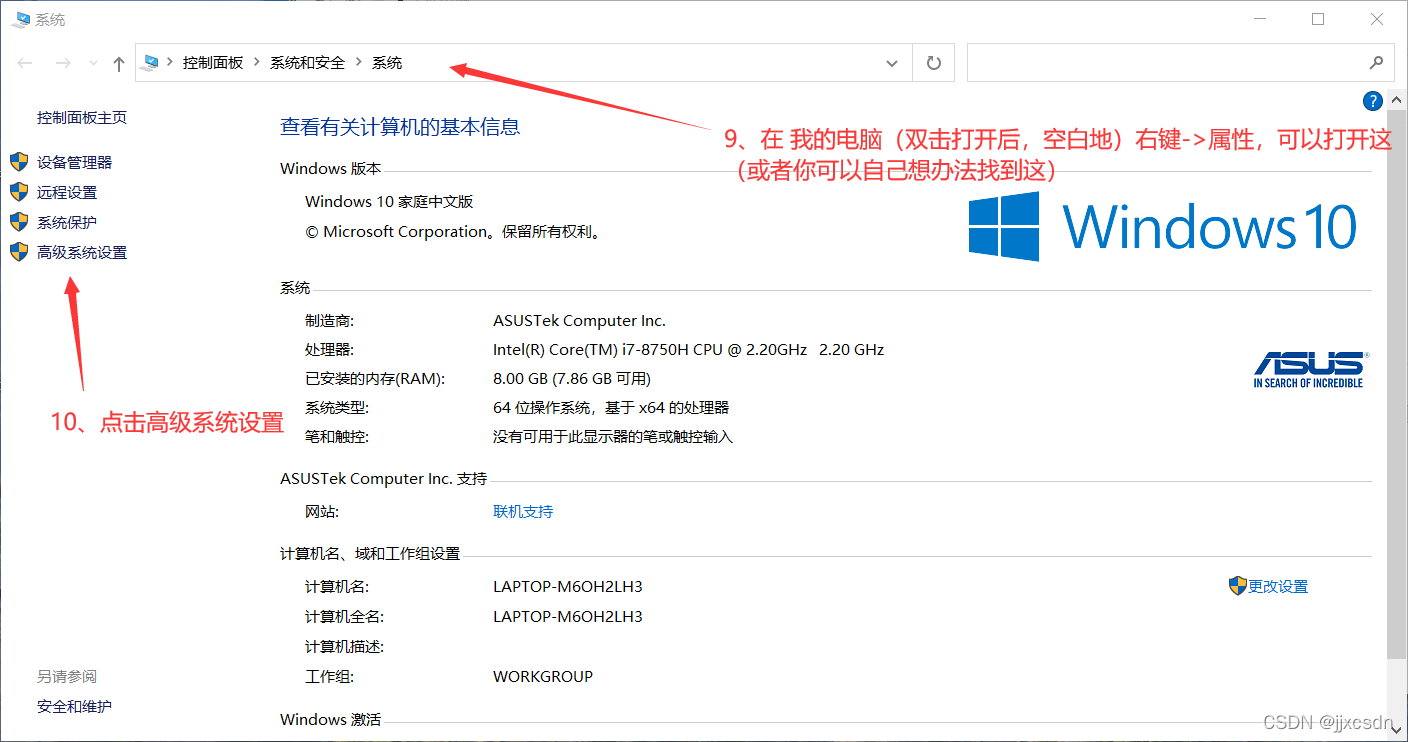 系统
控制面板 > 系统和安全 > 系统
控制面板主页
设备管理器
远程设置
系统保护
高级系统设置
10、点击高级系统设置
另请参阅
安全和维护
9、在 我的电脑（双击打开后，空白地）右键->属性，可以打开这
（或者你可以自己想办法找到这）
查看有关计算机的基本信息
Windows 版本
Windows 10 家庭中文版
© Microsoft Corporation。保留所有权利。
Windows 10
系统
制造商: ASUSTek Computer Inc.
处理器: Intel(R) Core(TM) i7-8750H CPU @ 2.20GHz 2.20 GHz
已安装的内存(RAM): 8.00 GB (7.86 GB 可用)
系统类型: 64 位操作系统，基于 x64 的处理器
笔和触控: 没有可用于此显示器的笔或触控输入
ASUS
IN SEARCH OF INCREDIBLE
ASUSTek Computer Inc. 支持
网站: 联机支持
计算机名、域和工作组设置
计算机名: LAPTOP-M6OH2LH3
更改设置
计算机全名: LAPTOP-M6OH2LH3
计算机描述:
工作组: WORKGROUP
Windows 激活
CSDN @jjxcsdn